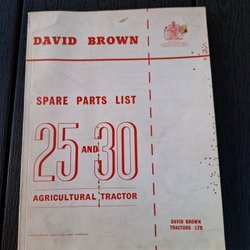 DAVID BROWN
SPARE PARTS LIST
25 AND 30
AGRICULTURAL TRACTOR
DAVID BROWN
TRACTORS LTD